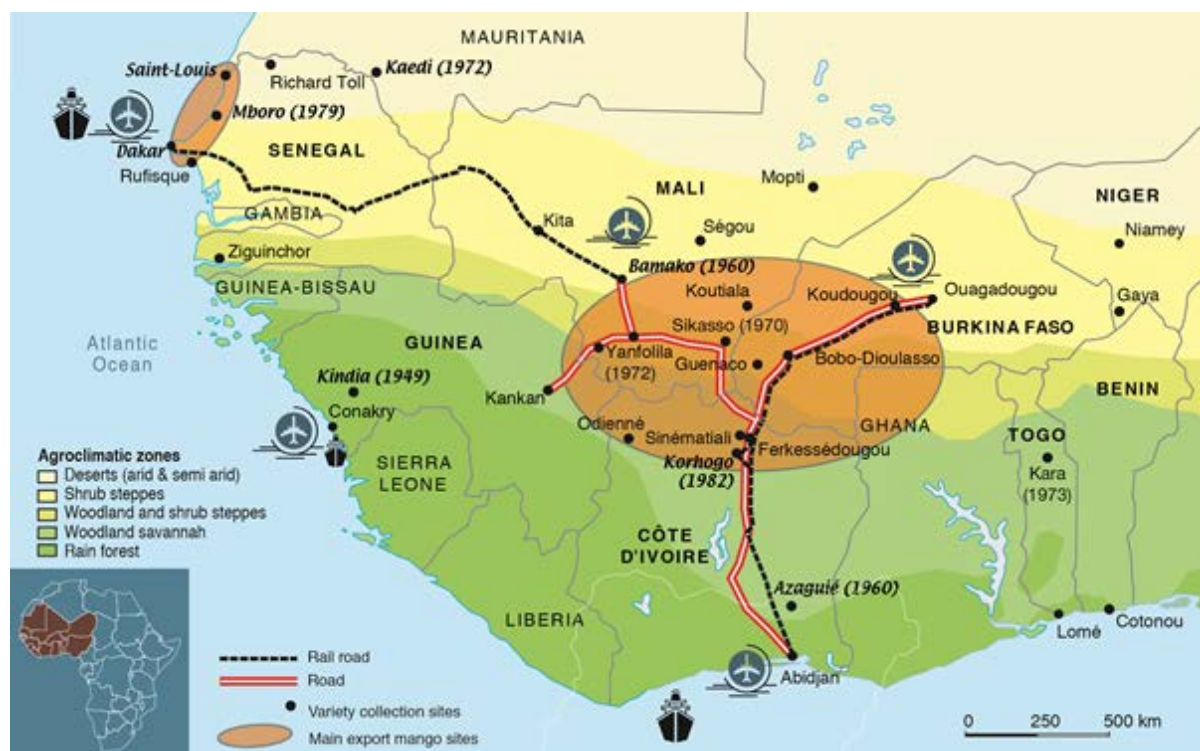 MAURITANIA
Saint-Louis
Richard Toll
Kaedi (1972)
Mboro (1979)
Dakar
SENEGAL
Rufisque
MALI
Mopti
NIGER
GAMBIA
Kita
Ségou
Niamey
Ziguinchor
Bamako (1960)
GUINEA-BISSAU
Koutiala
Koudougou
Ouagadougou
Gaya
Atlantic
Ocean
GUINEA
Sikasso (1970)
BURKINA FASO
Yanfolila
(1972)
Guenaco
Bobo-Dioulasso
Kindia (1949)
Kankan
BENIN
Conakry
Odienné
Sinématiali
GHANA
Ferkessédougou
TOGO
SIERRA
LEONE
Korhogo
(1982)
Kara
(1973)
Agroclimatic zones
Deserts (arid & semi arid)
Shrub steppes
Woodland and shrub steppes
Woodland savannah
Rain forest
CÔTE
D'IVOIRE
Azaguié (1960)
LIBERIA
Lomé
Cotonou
Abidjan
Rail road
Road
Variety collection sites
Main export mango sites
0 250 500 km